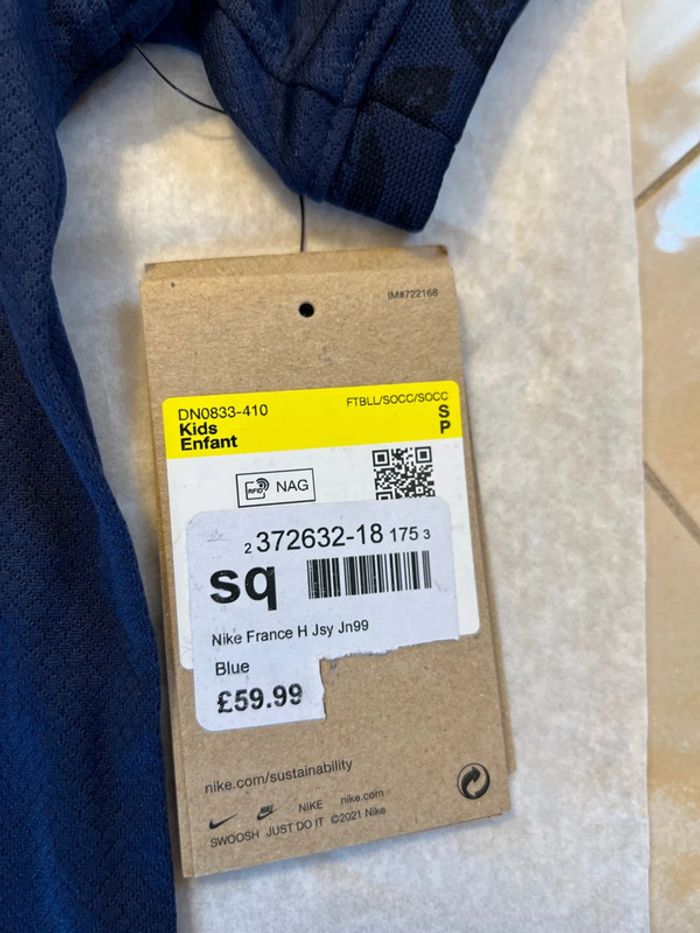 IM#722168
DN0833-410
FTBLL/SOCC/SOCC
Kids
S
Enfant
P
RFID NAG
2 372632-18 175 3
sq
Nike France H Jsy Jn99
Blue
£59.99
nike.com/sustainability
NIKE nike.com
SWOOSH JUST DO IT ©2021 Nike